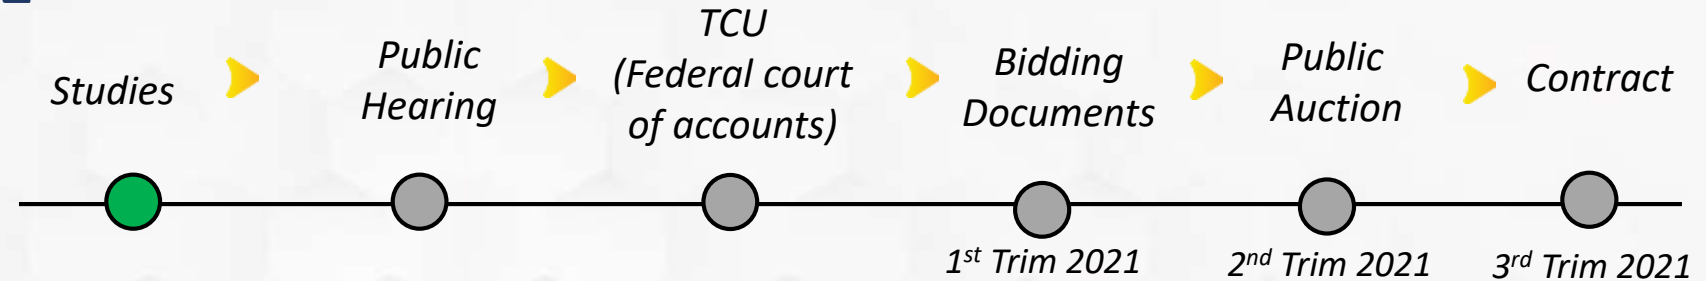 Studies
Public
Hearing
TCU
(Federal court
of accounts)
Bidding
Documents
Public
Auction
Contract
1st Trim 2021
2nd Trim 2021
3rd Trim 2021